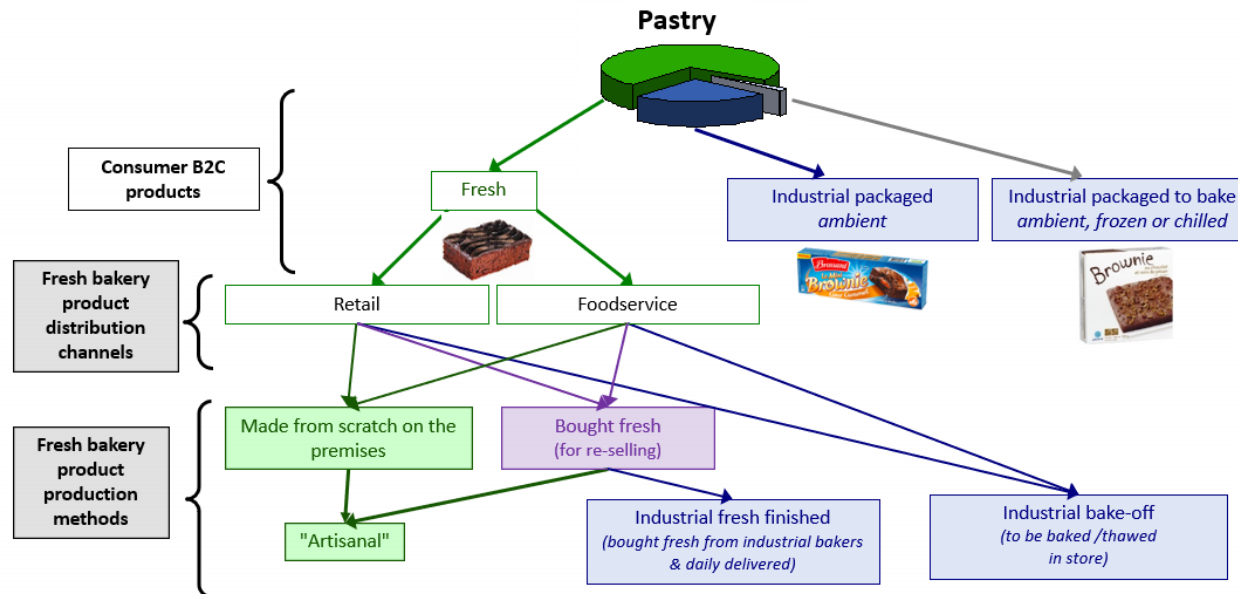 Pastry
Consumer B2C
products
Fresh
Industrial packaged
ambient
Industrial packaged to bake
ambient, frozen or chilled
Brossard
Brownie
Brownie
Fresh bakery
product
distribution
channels
Retail
Foodservice
Fresh bakery
product
production
methods
Made from scratch on the
premises
Bought fresh
(for re-selling)
"Artisanal"
Industrial fresh finished
(bought fresh from industrial bakers
& daily delivered)
Industrial bake-off
(to be baked /thawed
in store)